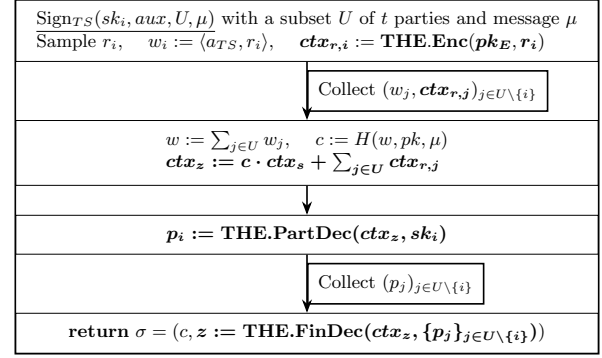 Sign_{TS}(sk_i, aux, U, μ) with a subset U of t parties and message μ
Sample r_i, w_i := ⟨a_{TS}, r_i⟩, ctx_{r,i} := THE.Enc(pk_E, r_i)
Collect (w_j, ctx_{r,j})_{j∈U\{i}}
w := ∑_{j∈U} w_j, c := H(w, pk, μ)
ctx_z := c · ctx_s + ∑_{j∈U} ctx_{r,j}
p_i := THE.PartDec(ctx_z, sk_i)
Collect (p_j)_{j∈U\{i}}
return σ = (c, z := THE.FinDec(ctx_z, {p_j}_{j∈U\{i}}))